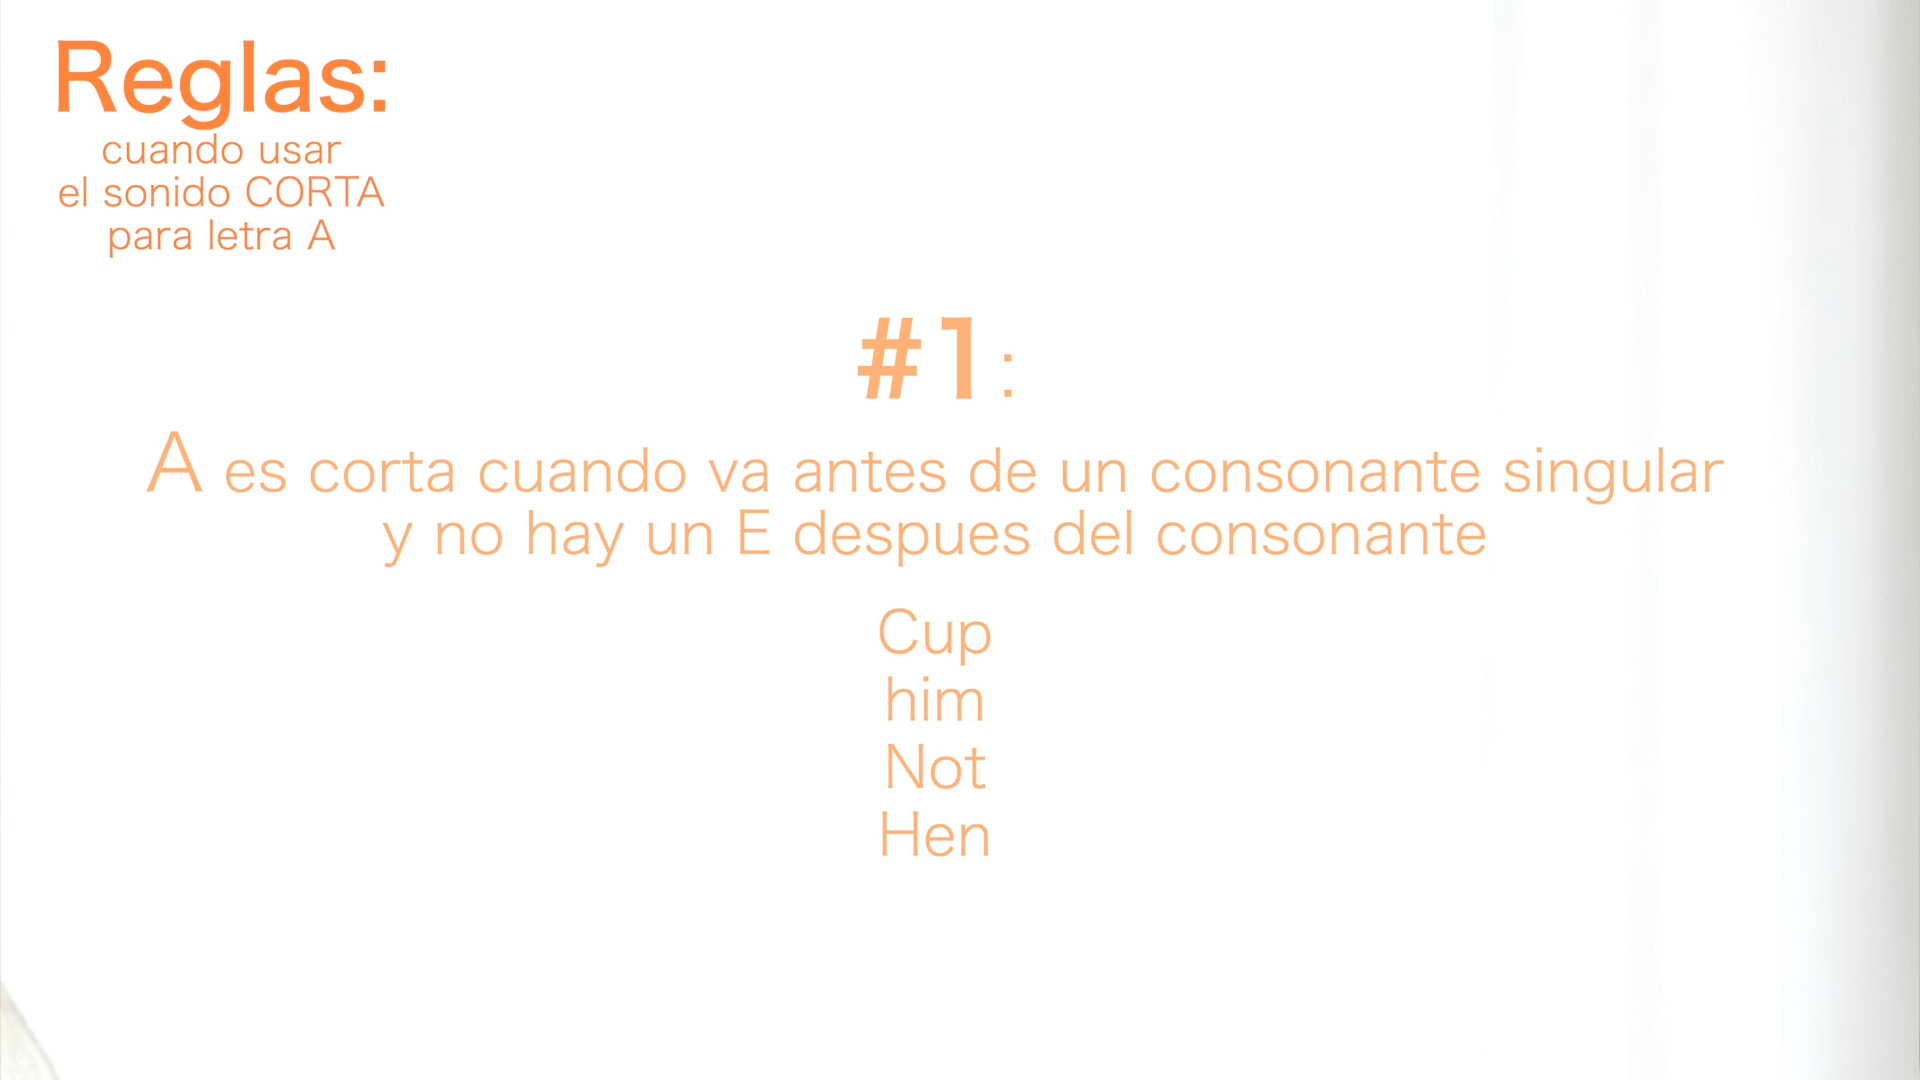 Reglas:
cuando usar
el sonido CORTA
para letra A
#1:
A es corta cuando va antes de un consonante singular
y no hay un E despues del consonante
Cup
him
Not
Hen